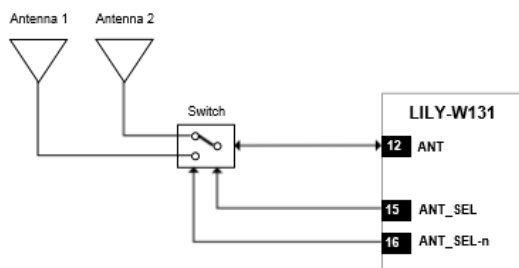 Antenna 1 Antenna 2
Switch
LILY-W131
12 ANT
15 ANT_SEL
16 ANT_SEL-n